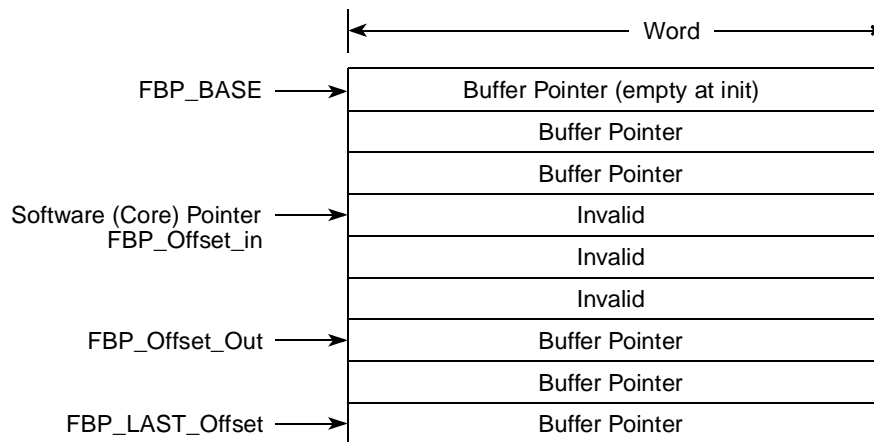 Word
FBP_BASE
Buffer Pointer (empty at init)
Buffer Pointer
Buffer Pointer
Software (Core) Pointer
FBP_Offset_in
Invalid
Invalid
Invalid
FBP_Offset_Out
Buffer Pointer
Buffer Pointer
FBP_LAST_Offset
Buffer Pointer